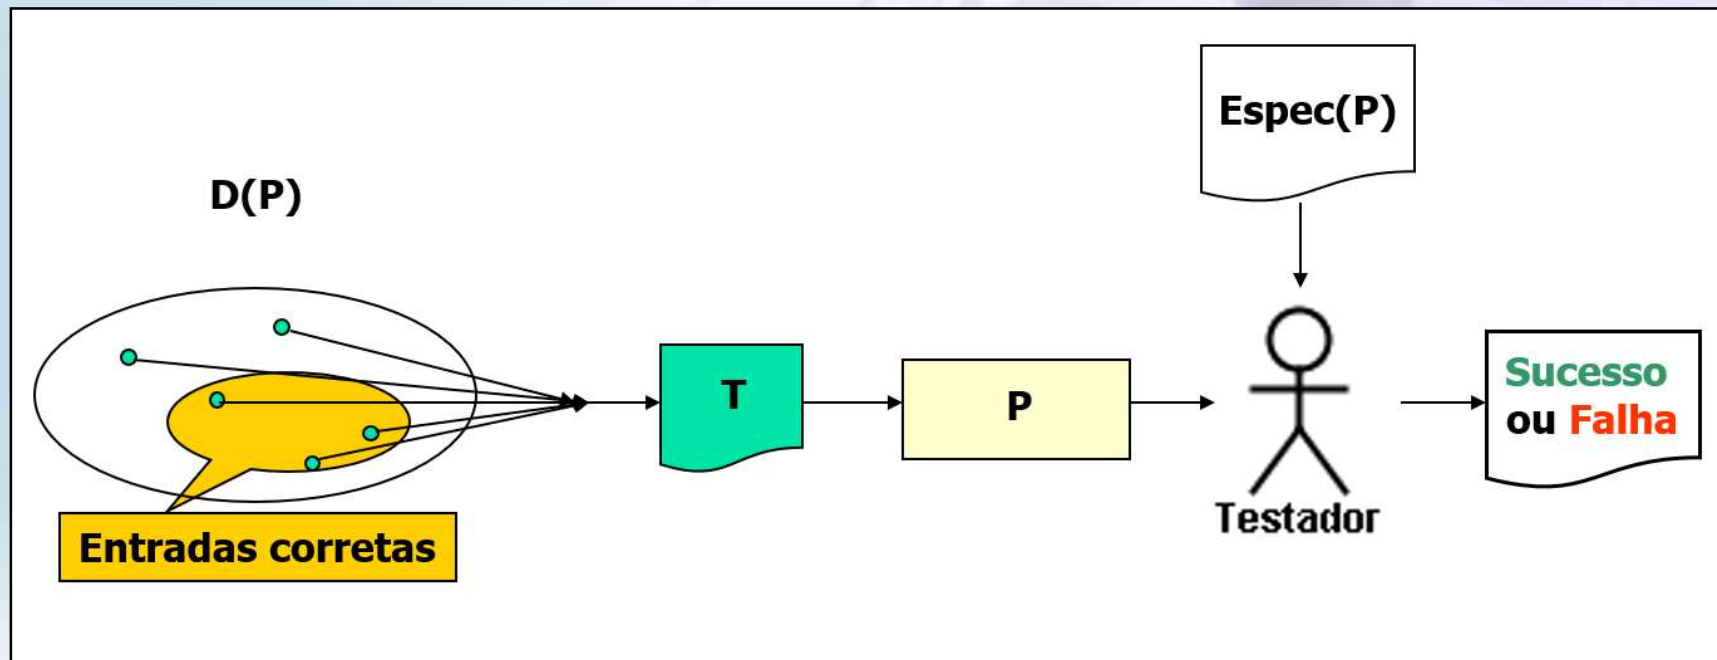 Espec(P)
D(P)
T
P
Sucesso
ou Falha
Testador
Entradas corretas